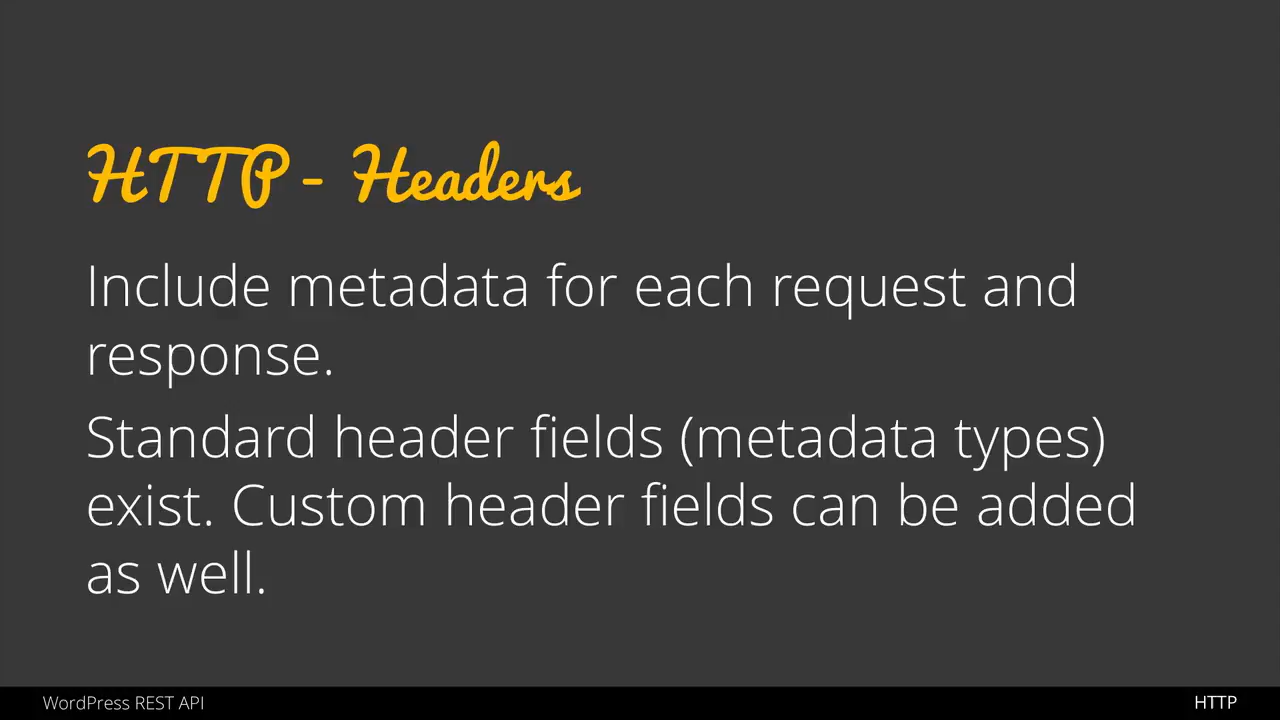 HTTP - Headers
Include metadata for each request and
response.
Standard header fields (metadata types)
exist. Custom header fields can be added
as well.
WordPress REST API
HTTP